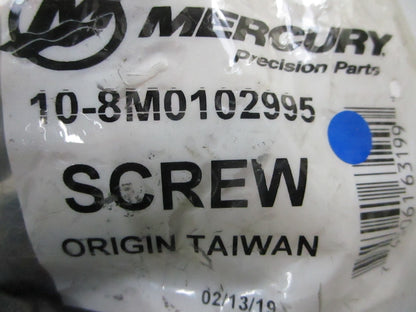 MERCURY
Precision Parts
10-8M0102995
SCREW
ORIGIN TAIWAN
02/13/19